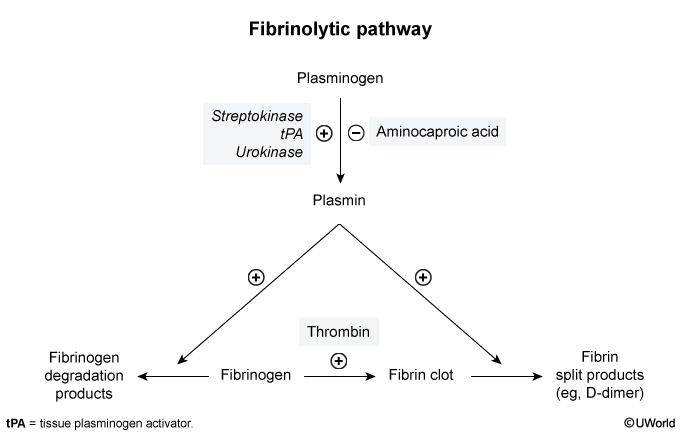 Fibrinolytic pathway
Plasminogen
Streptokinase
tPA
Urokinase
+
−
Aminocaproic acid
Plasmin
+
+
Thrombin
+
Fibrinogen
degradation
products
Fibrinogen
Fibrin clot
Fibrin
split products
(eg, D-dimer)
tPA = tissue plasminogen activator.
©UWorld